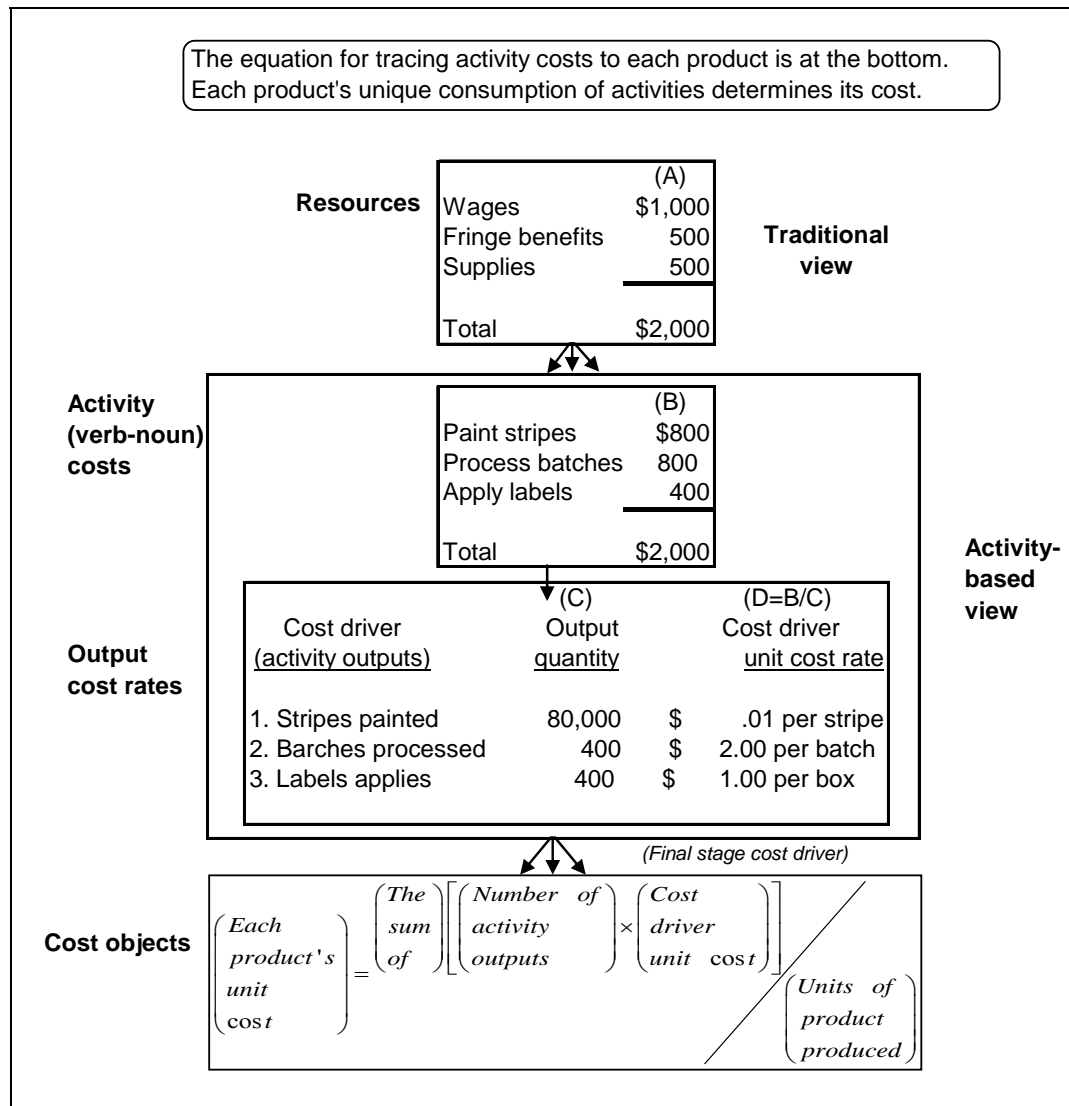 The equation for tracing activity costs to each product is at the bottom.
Each product's unique consumption of activities determines its cost.
(A)
Resources Wages $1,000
Fringe benefits 500
Supplies 500
Traditional
view
Total $2,000
Activity
(verb-noun)
costs
(B)
Paint stripes $800
Process batches 800
Apply labels 400
Total $2,000
Activity-
based
view
(C) (D=B/C)
Cost driver Output Cost driver
(activity outputs) quantity unit cost rate
Output
cost rates
1. Stripes painted 80,000 $ .01 per stripe
2. Barches processed 400 $ 2.00 per batch
3. Labels applies 400 $ 1.00 per box
(Final stage cost driver)
Cost objects
Each
product's
unit
cost
=
The
sum
of
Number of
activity
outputs
×
Cost
driver
unit cost
Units of
product
produced